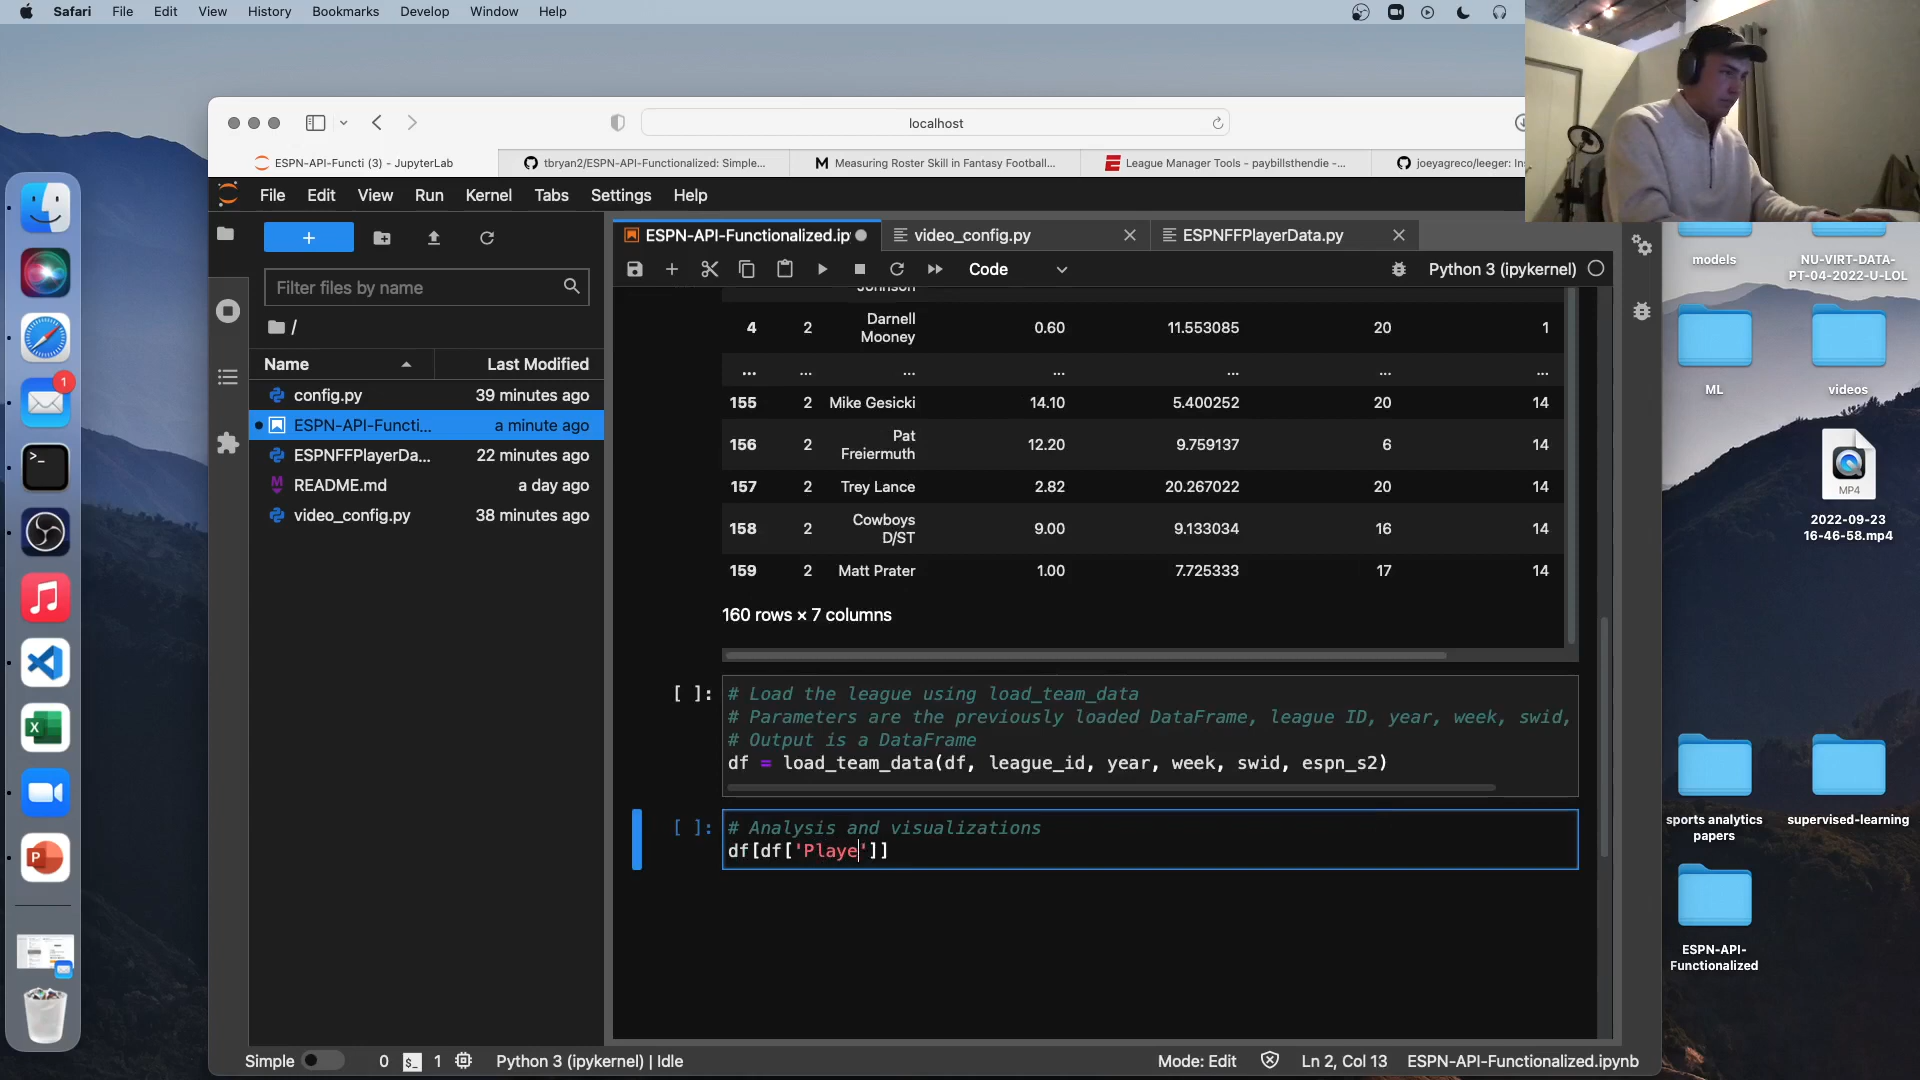 Safari File Edit View History Bookmarks Develop Window Help
localhost
ESPN-API-Functi (3) - JupyterLab
tbryan2/ESPN-API-Functionalized: Simple...
Measuring Roster Skill in Fantasy Football...
League Manager Tools - paybillsthendie -...
joeyagreco/leeger: Ins
File Edit View Run Kernel Tabs Settings Help
ESPN-API-Functionalized.ip
video_config.py
ESPNFFPlayerData.py
Code
Python 3 (ipykernel)
Filter files by name
/
Name Last Modified
config.py 39 minutes ago
ESPN-API-Functi... a minute ago
ESPNFFPlayerDa... 22 minutes ago
README.md a day ago
video_config.py 38 minutes ago
Johnson
4 2 Darnell Mooney 0.60 11.553085 20 1
... ... ... ... ... ... ...
155 2 Mike Gesicki 14.10 5.400252 20 14
156 2 Pat Freiermuth 12.20 9.759137 6 14
157 2 Trey Lance 2.82 20.267022 20 14
158 2 Cowboys D/ST 9.00 9.133034 16 14
159 2 Matt Prater 1.00 7.725333 17 14
160 rows × 7 columns
[ ]:
# Load the league using load_team_data
# Parameters are the previously loaded DataFrame, league ID, year, week, swid,
# Output is a DataFrame
df = load_team_data(df, league_id, year, week, swid, espn_s2)
[ ]:
# Analysis and visualizations
df[df['Playe']]
Simple 0 $_ 1 Python 3 (ipykernel) | Idle
Mode: Edit Ln 2, Col 13 ESPN-API-Functionalized.ipynb
models
NU-VIRT-DATA-
PT-04-2022-U-LOL
ML
videos
MP4
2022-09-23
16-46-58.mp4
sports analytics
papers
supervised-learning
ESPN-API-
Functionalized
1